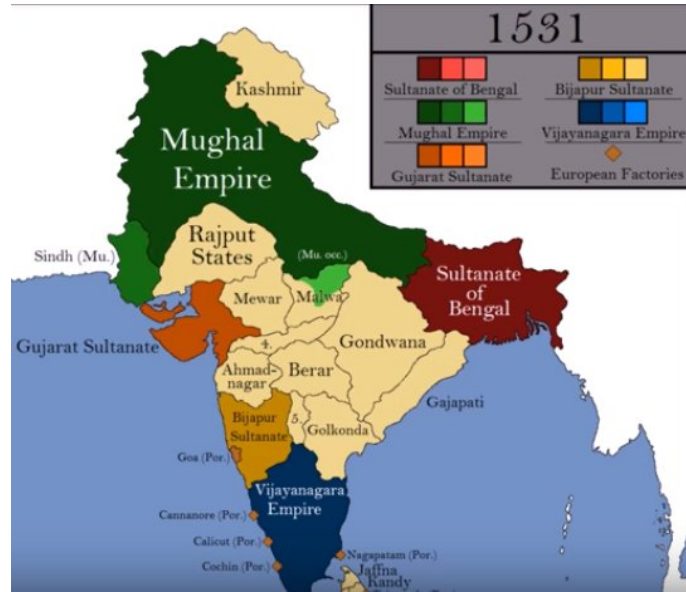 1531
Sultanate of Bengal
Bijapur Sultanate
Mughal Empire
Vijayanagara Empire
Gujarat Sultanate
European Factories
Kashmir
Mughal
Empire
Sindh (Mu.)
Rajput
States
(Mu. occ.)
Sultanate
of
Bengal
Mewar
Malwa
Gujarat Sultanate
4.
Gondwana
Ahmad-
nagar
Berar
Gajapati
Bijapur
Sultanate
5.
Golkonda
Goa (Por.)
Vijayanagara
Empire
Cannanore (Por.)
Calicut (Por.)
Nagapatam (Por.)
Cochin (Por.)
Jaffna
Kandy